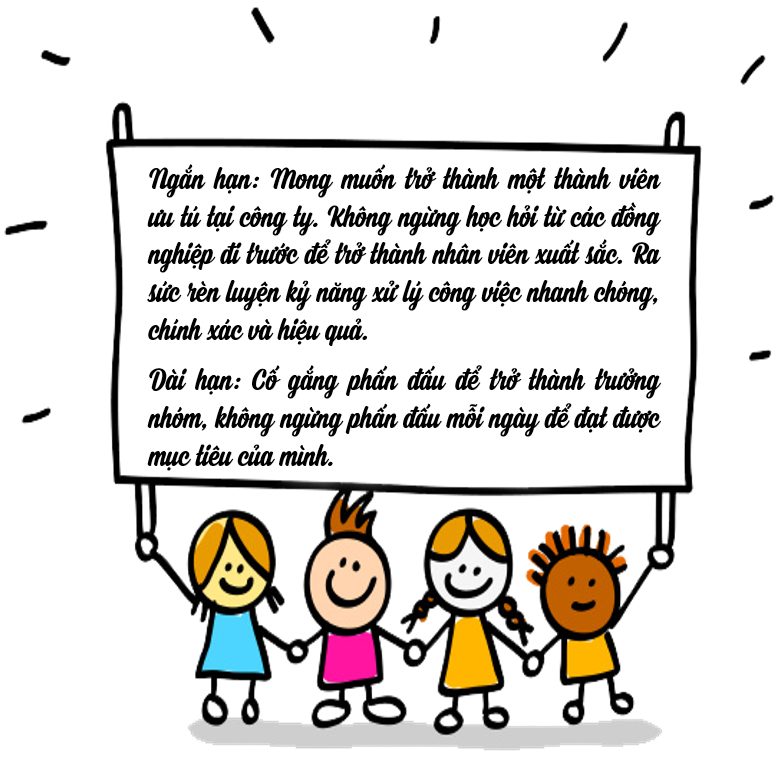 Ngắn hạn: Mong muốn trở thành một thành viên
ưu tú tại công ty. Không ngừng học hỏi từ các đồng
nghiệp đi trước để trở thành nhân viên xuất sắc. Ra
sức rèn luyện kỷ năng xử lý công việc nhanh chóng,
chính xác và hiệu quả.
Dài hạn: Cố gắng phấn đấu để trở thành trưởng
nhóm, không ngừng phấn đấu mỗi ngày để đạt được
mục tiêu của mình.